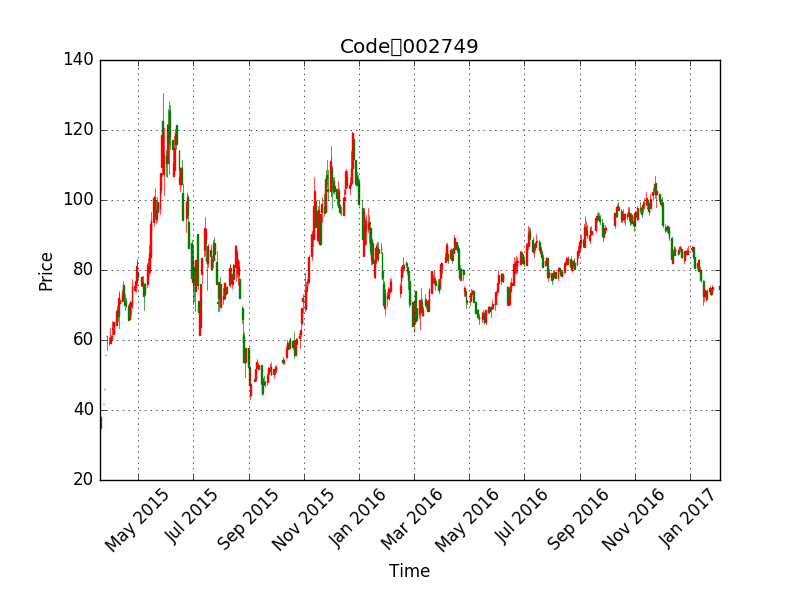 Code▯002749
140
120
100
80
60
40
20
Price
May 2015
Jul 2015
Sep 2015
Nov 2015
Jan 2016
Mar 2016
May 2016
Jul 2016
Sep 2016
Nov 2016
Jan 2017
Time